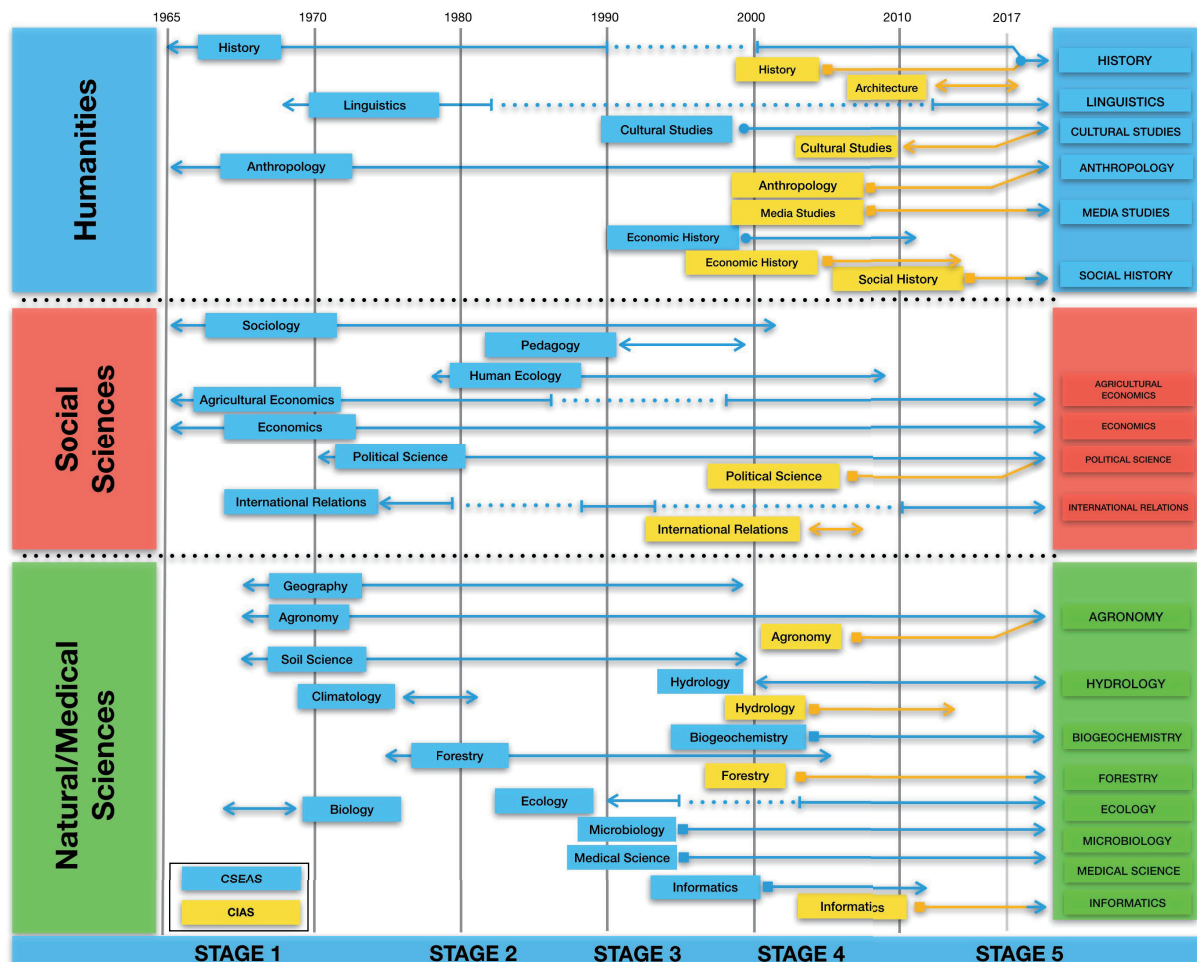 1965 1970 1980 1990 2000 2010 2017
Humanities
History
HISTORY
History
Architecture
Linguistics
LINGUISTICS
Cultural Studies
CULTURAL STUDIES
Cultural Studies
Anthropology
ANTHROPOLOGY
Anthropology
Media Studies
MEDIA STUDIES
Economic History
Economic History
Social History
SOCIAL HISTORY
Social
Sciences
Sociology
Pedagogy
Human Ecology
Agricultural Economics
AGRICULTURAL
ECONOMICS
Economics
ECONOMICS
Political Science
POLITICAL SCIENCE
Political Science
International Relations
INTERNATIONAL RELATIONS
International Relations
Natural/Medical
Sciences
Geography
Agronomy
AGRONOMY
Agronomy
Soil Science
Climatology
Hydrology
HYDROLOGY
Hydrology
Biogeochemistry
BIOGEOCHEMISTRY
Forestry
Forestry
FORESTRY
Biology
Ecology
ECOLOGY
Microbiology
MICROBIOLOGY
Medical Science
MEDICAL SCIENCE
Informatics
Informatics
INFORMATICS
CSEAS
CIAS
STAGE 1 STAGE 2 STAGE 3 STAGE 4 STAGE 5